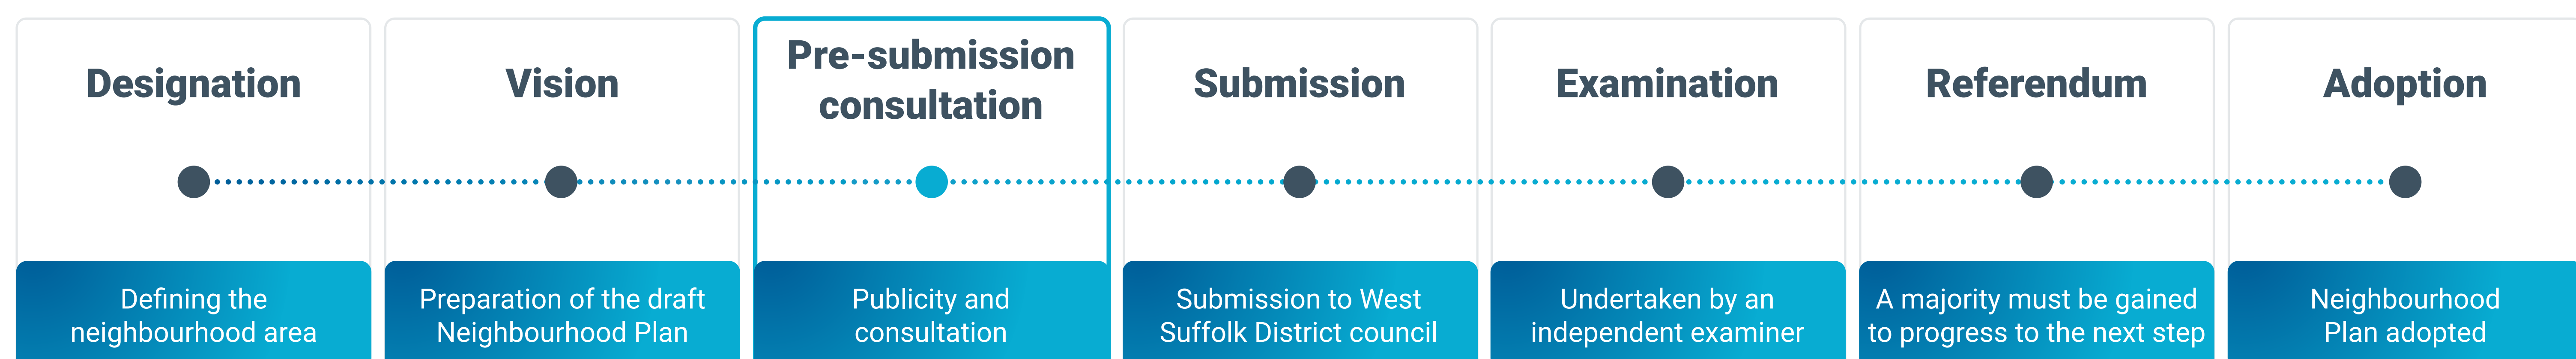 Designation
Defining the
neighbourhood area
Vision
Preparation of the draft
Neighbourhood Plan
Pre-submission
consultation
Publicity and
consultation
Submission
Submission to West
Suffolk District council
Examination
Undertaken by an
independent examiner
Referendum
A majority must be gained
to progress to the next step
Adoption
Neighbourhood
Plan adopted